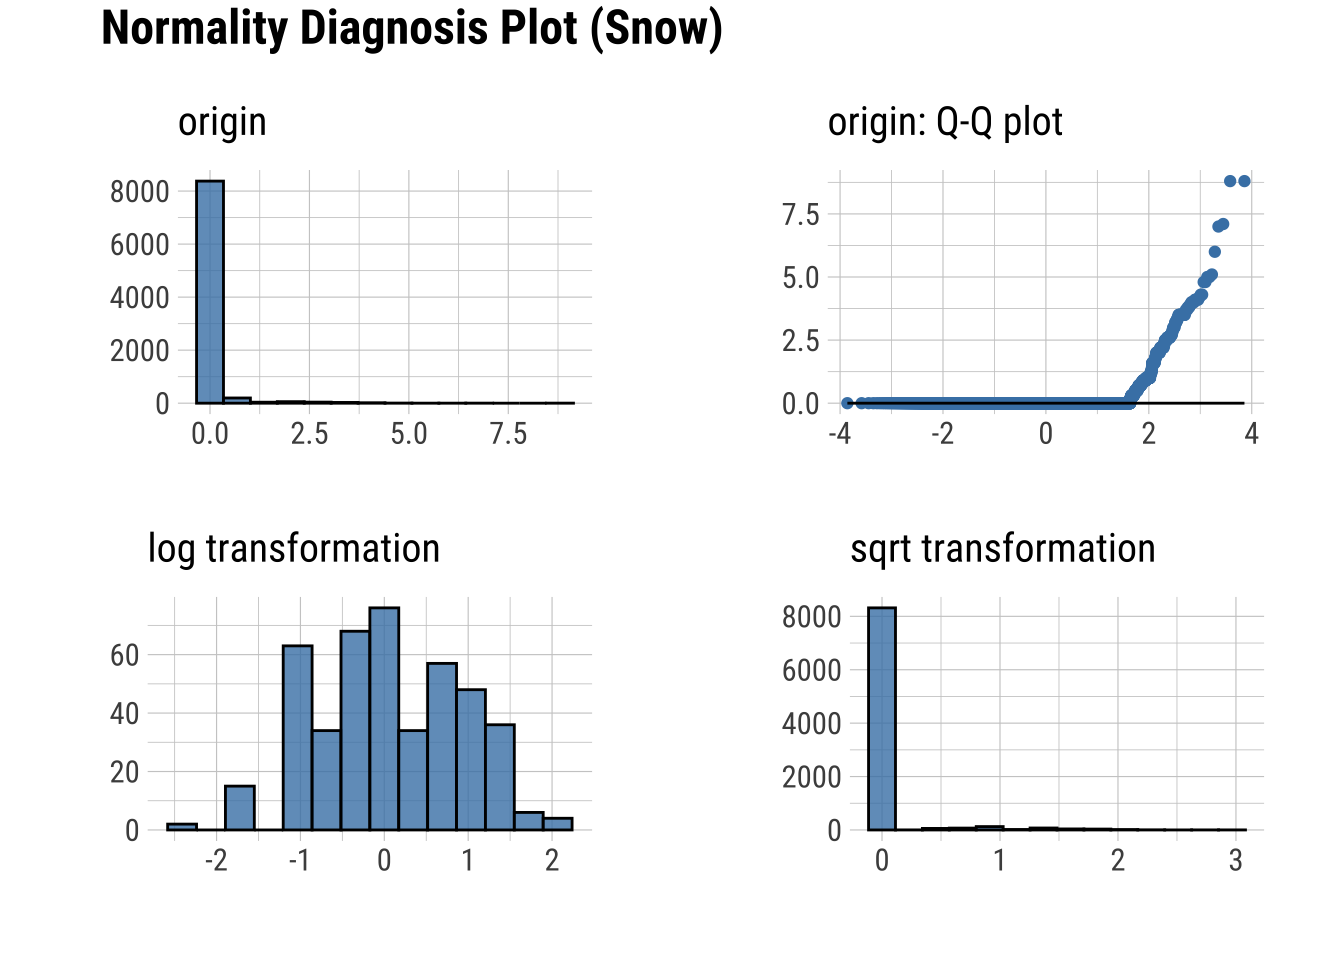 Normality Diagnosis Plot (Snow)
origin
8000
6000
4000
2000
0
0.0 2.5 5.0 7.5
origin: Q-Q plot
7.5
5.0
2.5
0.0
-4 -2 0 2 4
log transformation
60
40
20
0
-2 -1 0 1 2
sqrt transformation
8000
6000
4000
2000
0
0 1 2 3